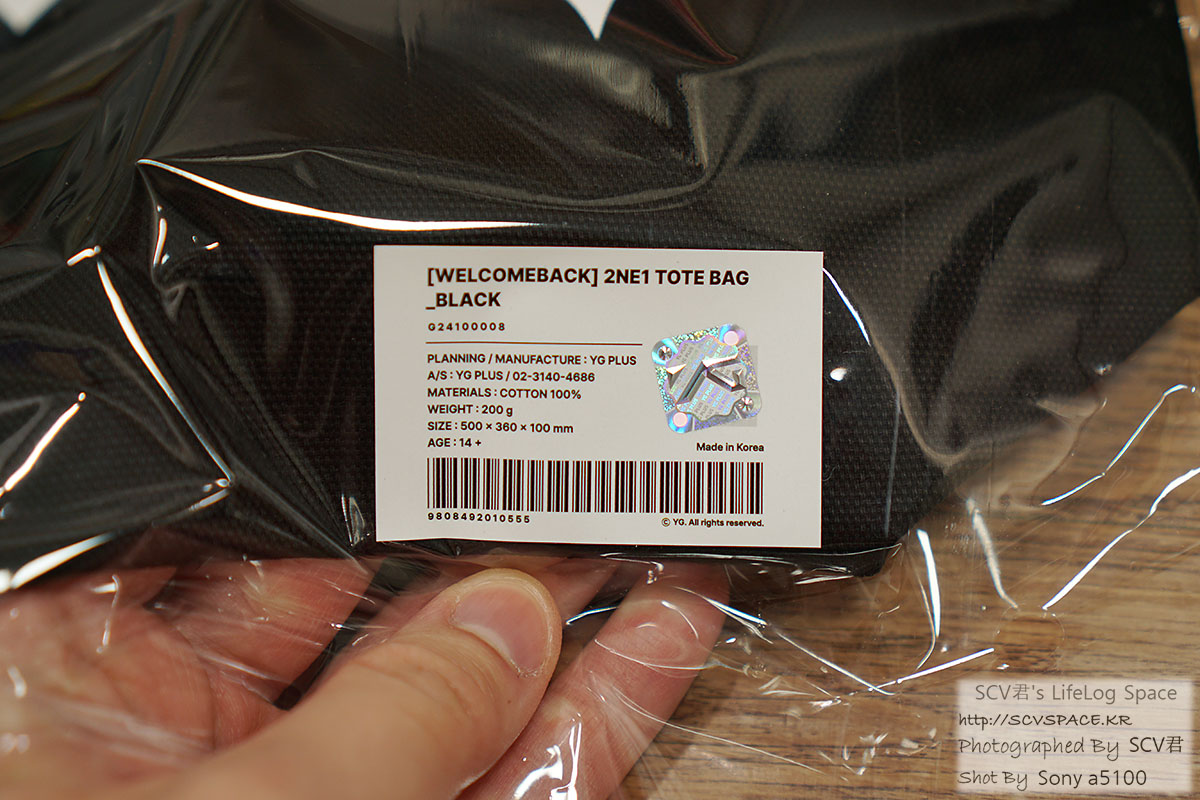 [WELCOMEBACK] 2NE1 TOTE BAG
_BLACK
G24100008
PLANNING / MANUFACTURE : YG PLUS
A/S : YG PLUS / 02-3140-4686
MATERIALS : COTTON 100%
WEIGHT : 200 g
SIZE : 500 × 360 × 100 mm
AGE : 14 +
Made in Korea
9808492010555
© YG. All rights reserved.
SCV君's LifeLog Space
http://SCVSPACE.KR
Photographed By SCV君
Shot By Sony a5100